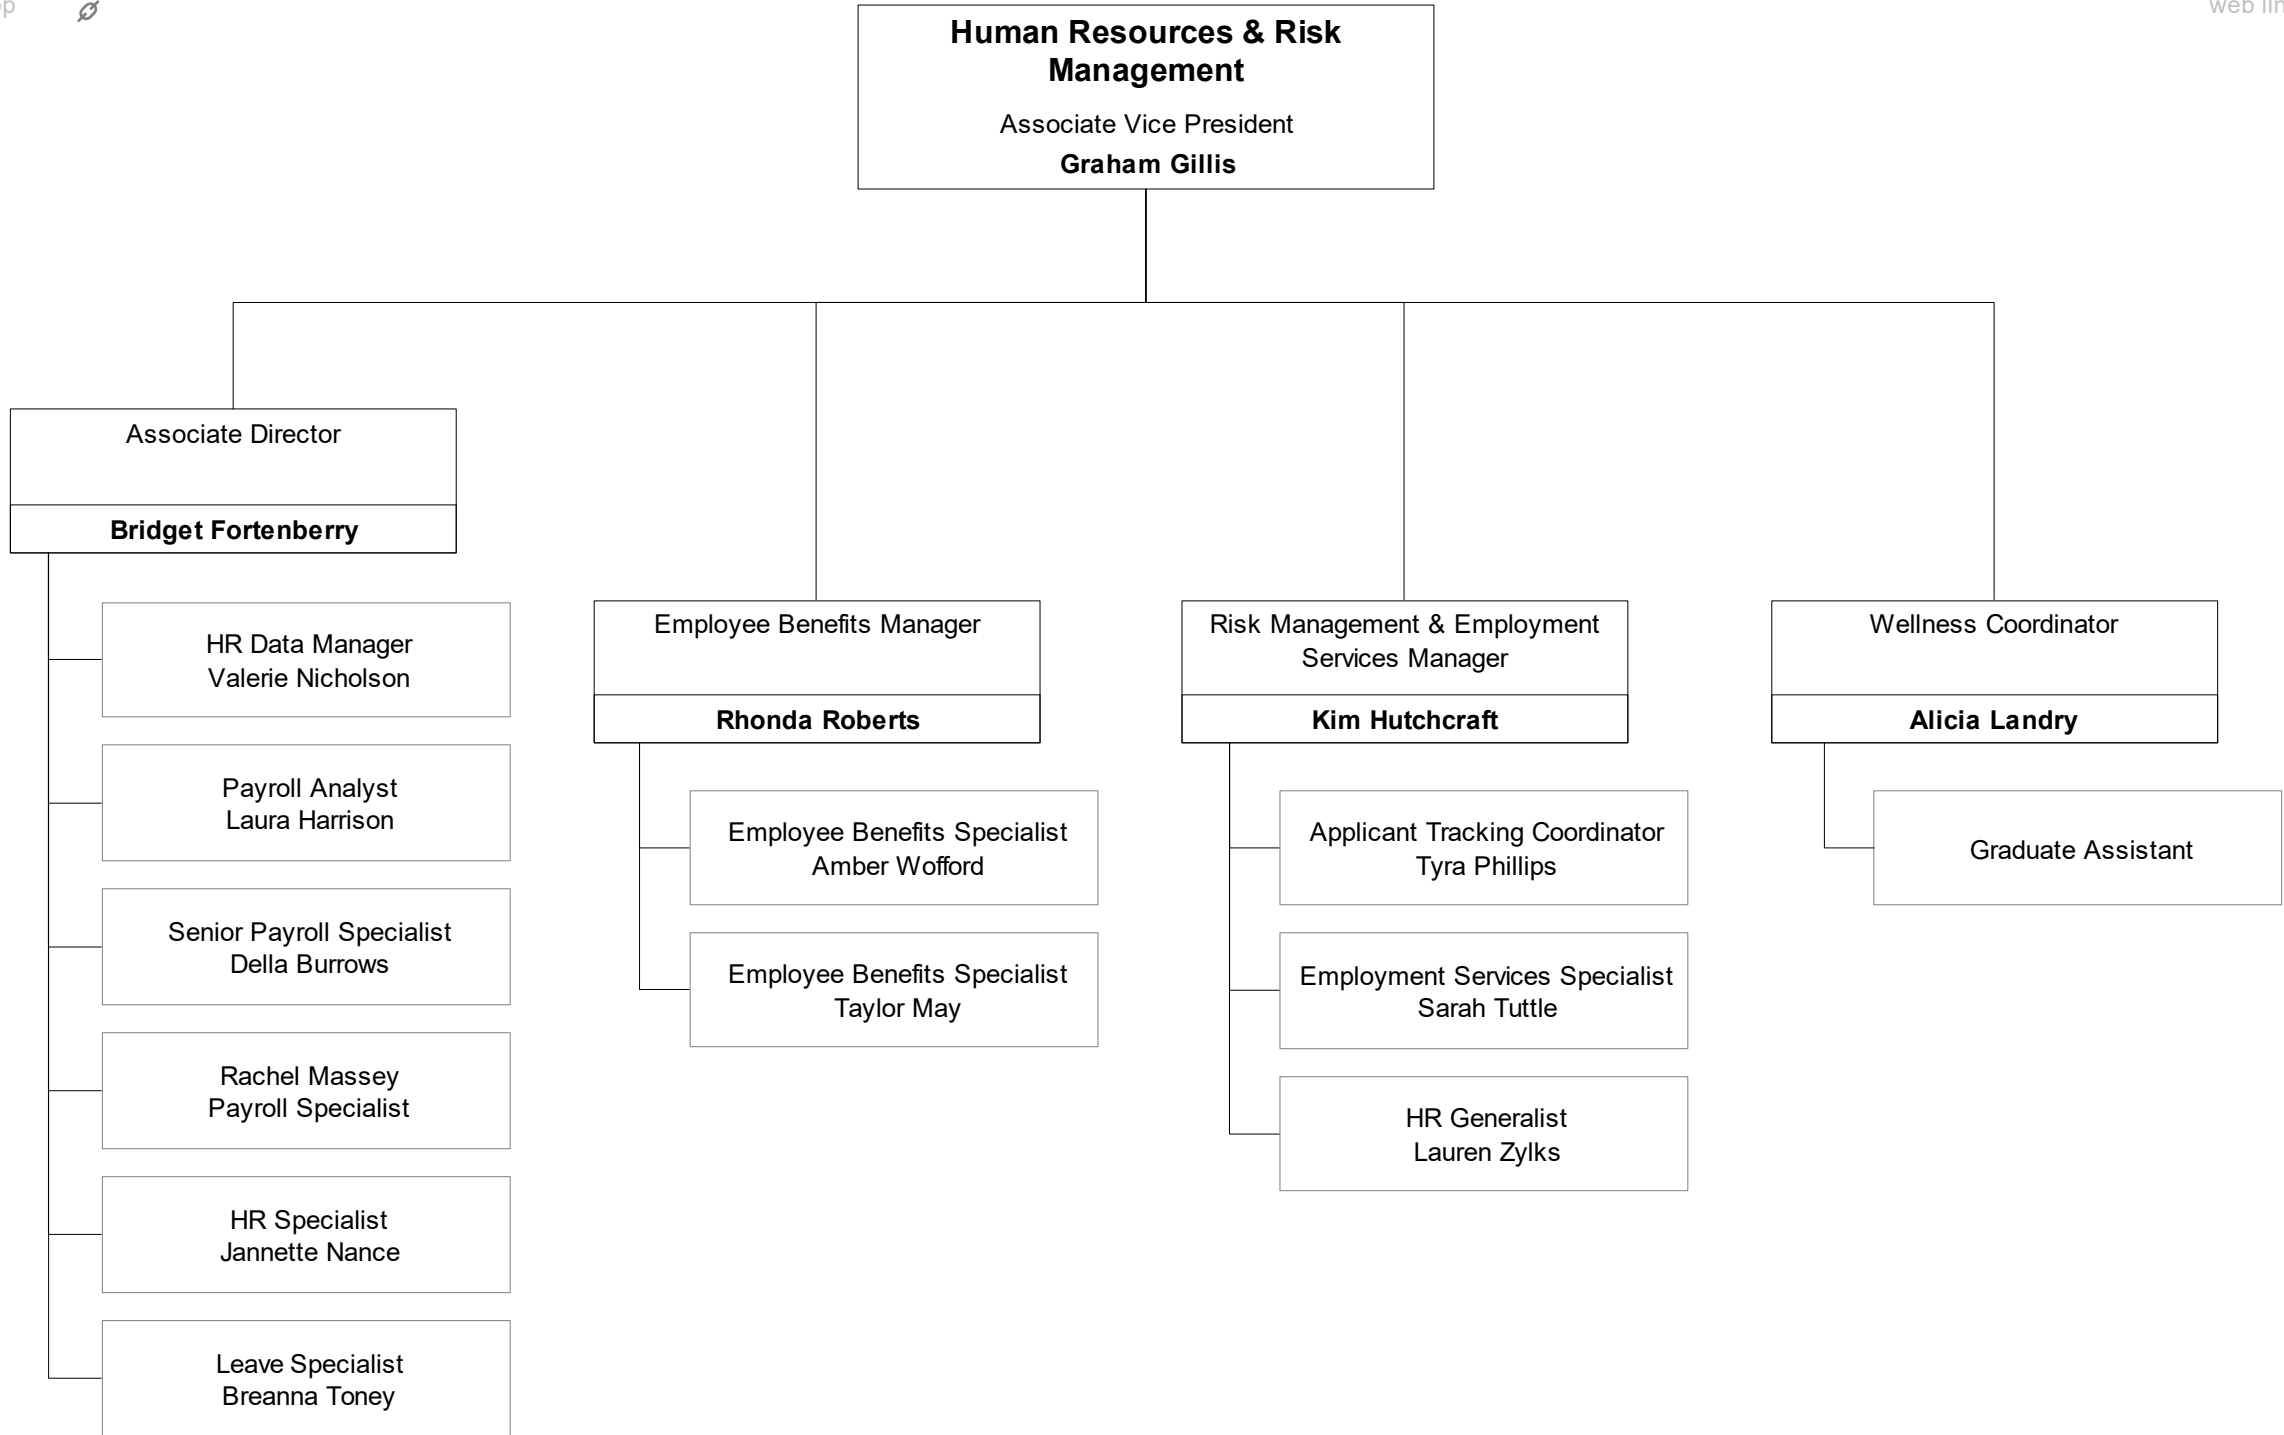 Human Resources & Risk
Management
Associate Vice President
Graham Gillis
Associate Director
Bridget Fortenberry
HR Data Manager
Valerie Nicholson
Payroll Analyst
Laura Harrison
Senior Payroll Specialist
Della Burrows
Rachel Massey
Payroll Specialist
HR Specialist
Jannette Nance
Leave Specialist
Breanna Toney
Employee Benefits Manager
Rhonda Roberts
Employee Benefits Specialist
Amber Wofford
Employee Benefits Specialist
Taylor May
Risk Management & Employment
Services Manager
Kim Hutchcraft
Applicant Tracking Coordinator
Tyra Phillips
Employment Services Specialist
Sarah Tuttle
HR Generalist
Lauren Zylks
Wellness Coordinator
Alicia Landry
Graduate Assistant